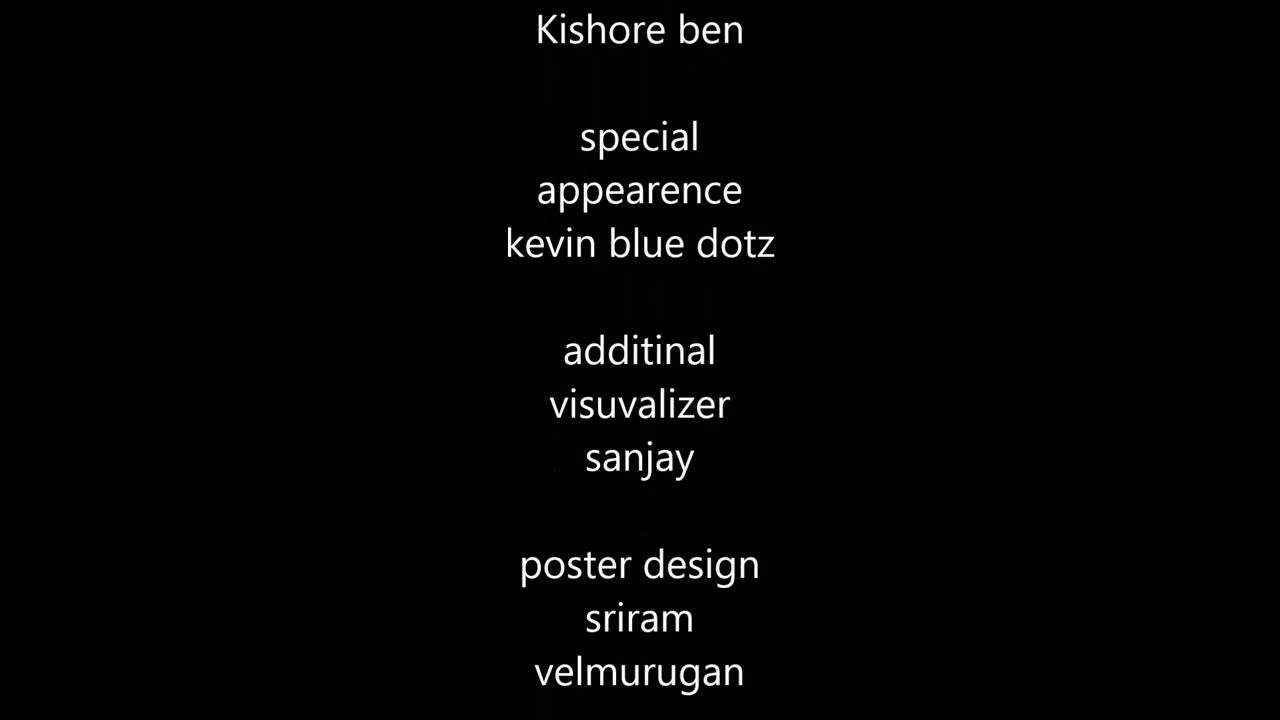 Kishore ben
special
appearence
kevin blue dotz
additinal
visuvalizer
sanjay
poster design
sriram
velmurugan